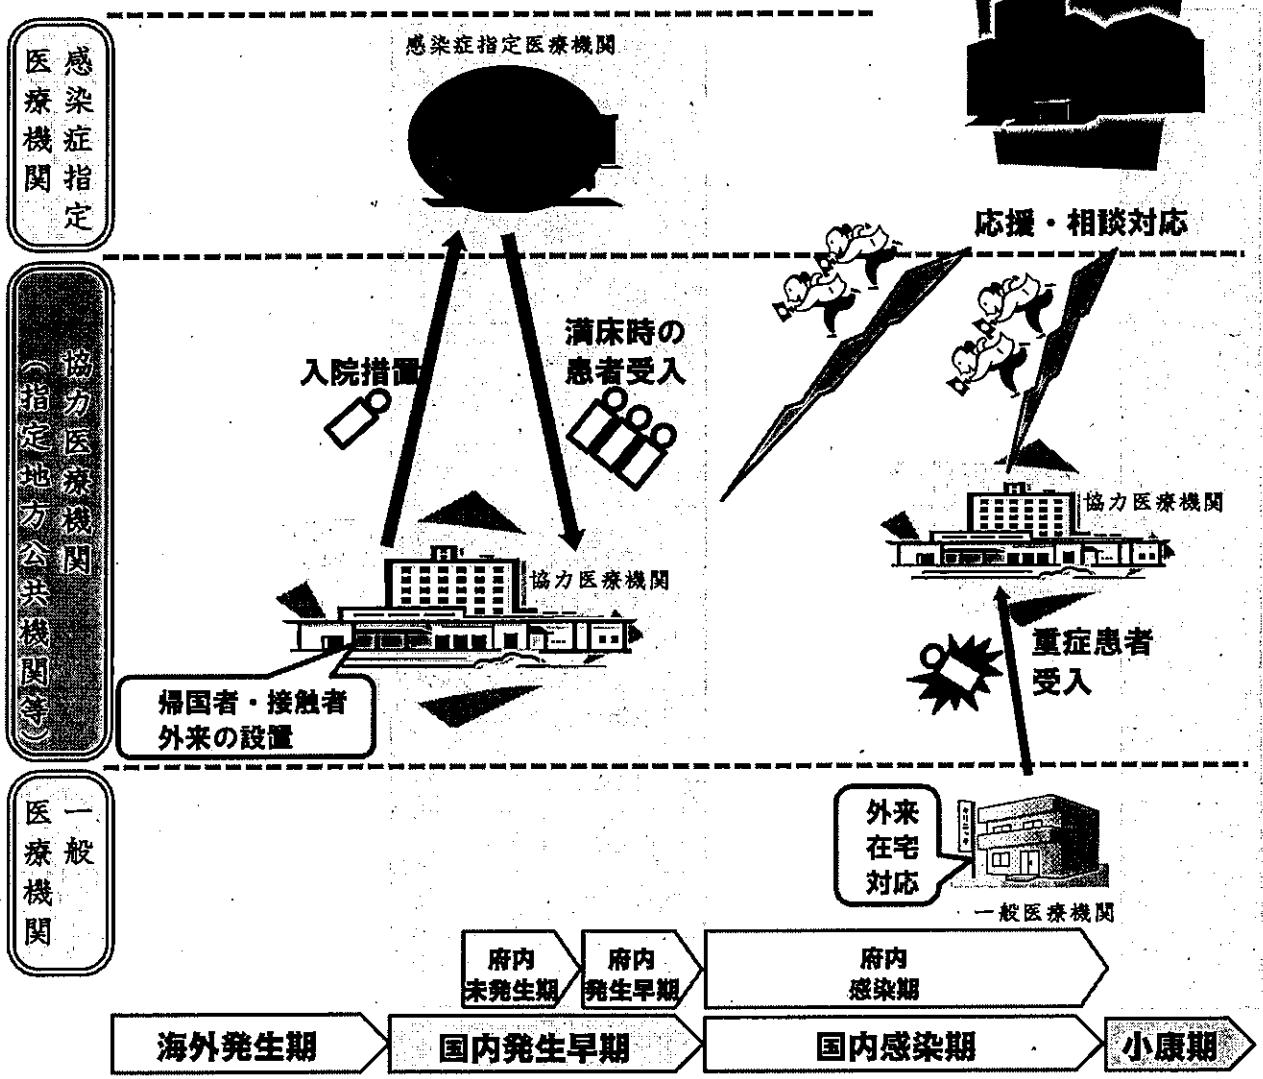 感染症指定
医療機関
感染症指定医療機関
応援・相談対応
協力医療機関
（指定地方公共機関等）
入院措置
満床時の
患者受入
協力医療機関
帰国者・接触者
外来の設置
協力医療機関
重症患者
受入
一般
医療機関
外来
在宅
対応
一般医療機関
府内
未発生期
府内
発生早期
府内
感染期
海外発生期
国内発生早期
国内感染期
小康期